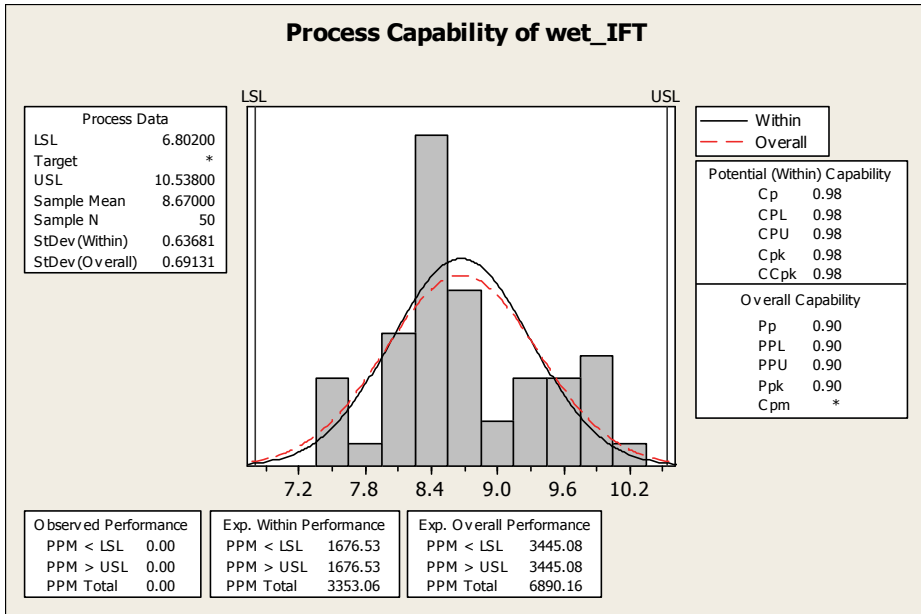 Process Capability of wet_IFT
LSL USL
Process Data
LSL 6.80200
Target *
USL 10.53800
Sample Mean 8.67000
Sample N 50
StDev(Within) 0.63681
StDev(Overall) 0.69131
Within
Overall
Potential (Within) Capability
Cp 0.98
CPL 0.98
CPU 0.98
Cpk 0.98
CCpk 0.98
Overall Capability
Pp 0.90
PPL 0.90
PPU 0.90
Ppk 0.90
Cpm *
7.2 7.8 8.4 9.0 9.6 10.2
Observed Performance
PPM < LSL 0.00
PPM > USL 0.00
PPM Total 0.00
Exp. Within Performance
PPM < LSL 1676.53
PPM > USL 1676.53
PPM Total 3353.06
Exp. Overall Performance
PPM < LSL 3445.08
PPM > USL 3445.08
PPM Total 6890.16